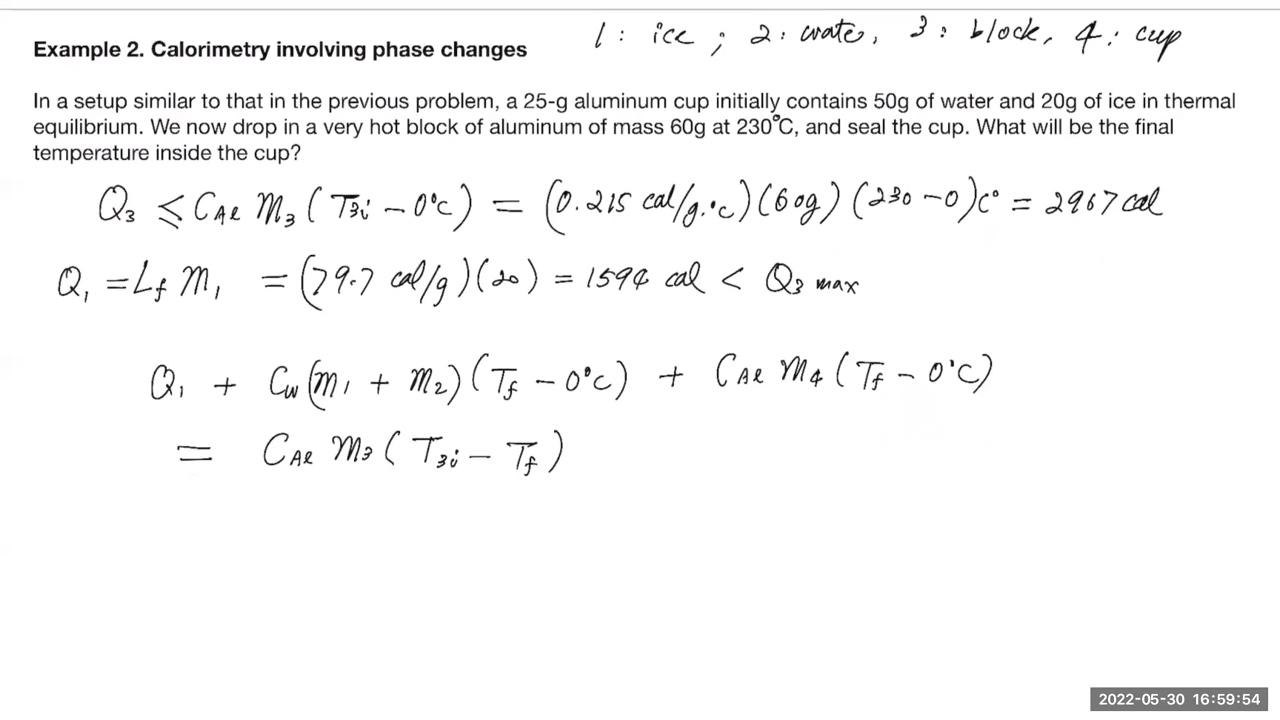 1: ice ; 2: wate, 3: block, 4: cup
Example 2. Calorimetry involving phase changes
In a setup similar to that in the previous problem, a 25-g aluminum cup initially contains 50g of water and 20g of ice in thermal
equilibrium. We now drop in a very hot block of aluminum of mass 60g at 230°C, and seal the cup. What will be the final
temperature inside the cup?
Q₃ ⩽ C_Al m₃ (T₃ᵢ – 0°C) = (0.215 cal/g.°C)(60g)(230 – 0)C° = 2967 cal
Q₁ = L_f m₁ = (79.7 cal/g)(20) = 1594 cal < Q₃ max
Q₁ + C_w (m₁ + m₂)(T_f – 0°C) + C_Al m₄ (T_f – 0°C)
= C_Al m₃ (T₃ᵢ – T_f)
2022-05-30 16:59:54